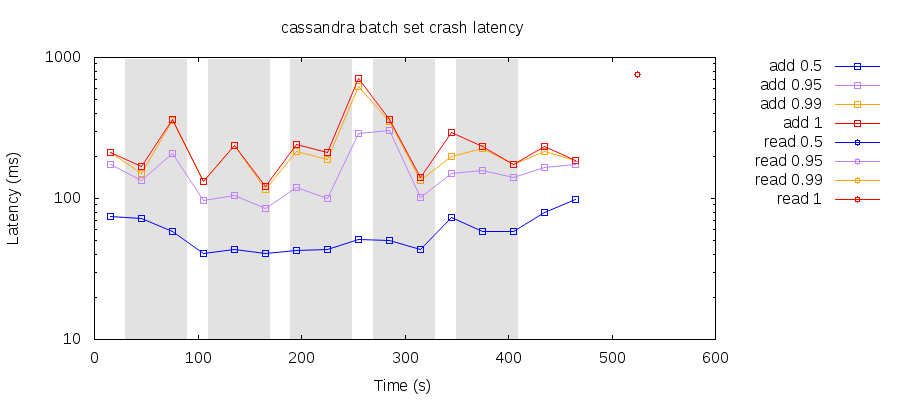 cassandra batch set crash latency
1000
100
10
Latency (ms)
0 100 200 300 400 500 600
Time (s)
add 0.5
add 0.95
add 0.99
add 1
read 0.5
read 0.95
read 0.99
read 1